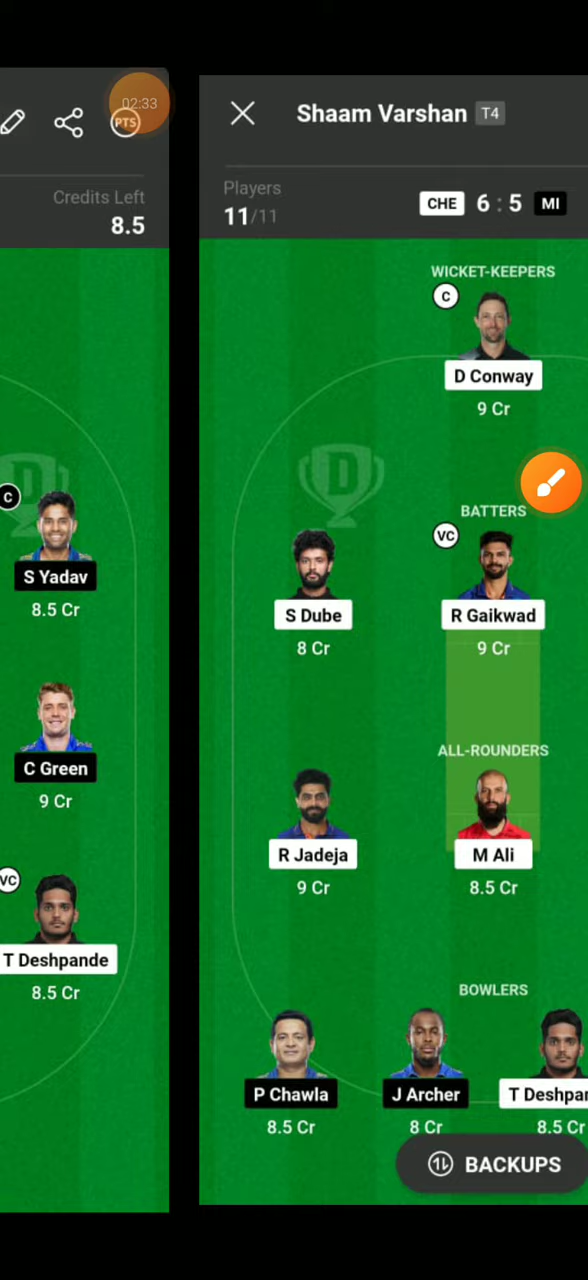 02:33
PTS
Credits Left
8.5
C
S Yadav
8.5 Cr
C Green
9 Cr
VC
T Deshpande
8.5 Cr
Shaam Varshan T4
Players
11/11
CHE 6 : 5 MI
WICKET-KEEPERS
C
D Conway
9 Cr
BATTERS
VC
S Dube R Gaikwad
8 Cr 9 Cr
ALL-ROUNDERS
R Jadeja M Ali
9 Cr 8.5 Cr
BOWLERS
P Chawla J Archer T Deshpan
8.5 Cr 8 Cr 8.5 Cr
BACKUPS